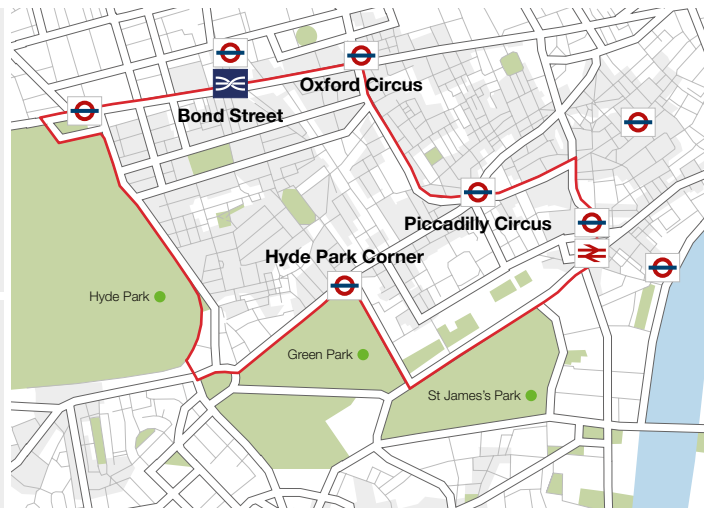 Oxford Circus
Bond Street
Piccadilly Circus
Hyde Park Corner
Hyde Park
Green Park
St James's Park